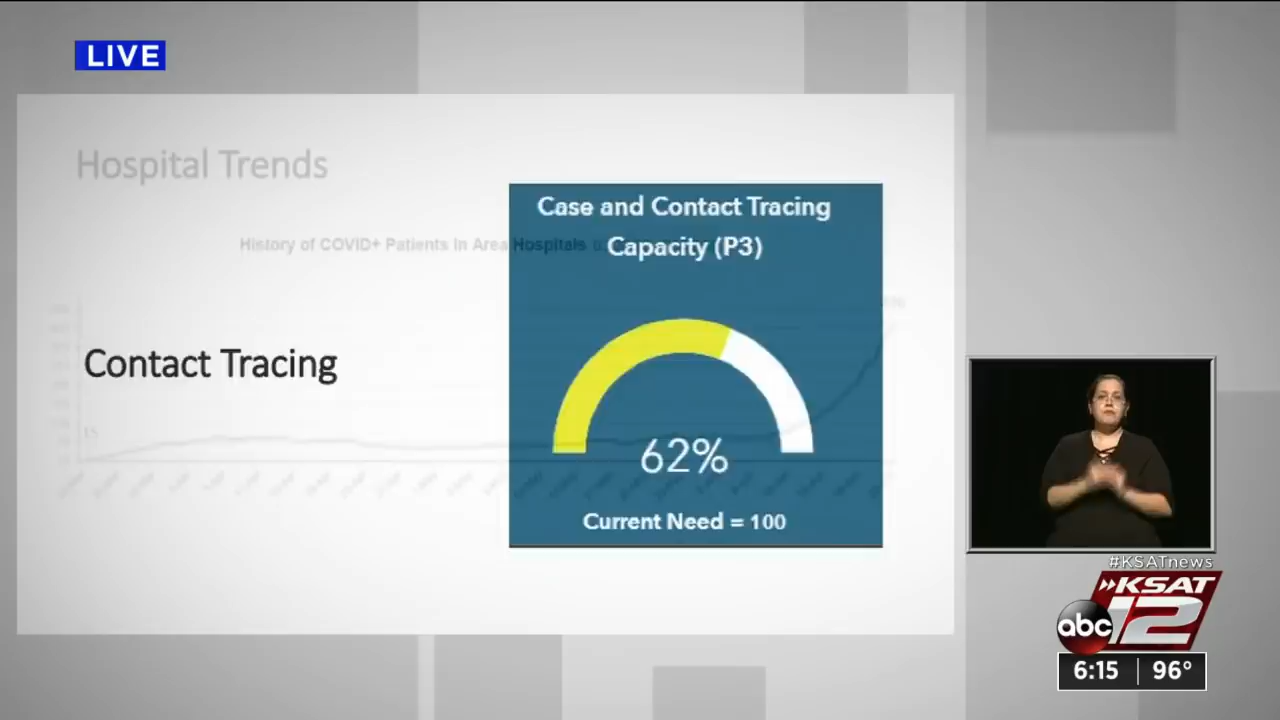 LIVE
Hospital Trends
Case and Contact Tracing
Capacity (P3)
History of COVID+ Patients In Area Hospitals
Contact Tracing
62%
Current Need = 100
#KSATnews
KSAT
abc 12
6:15 96°